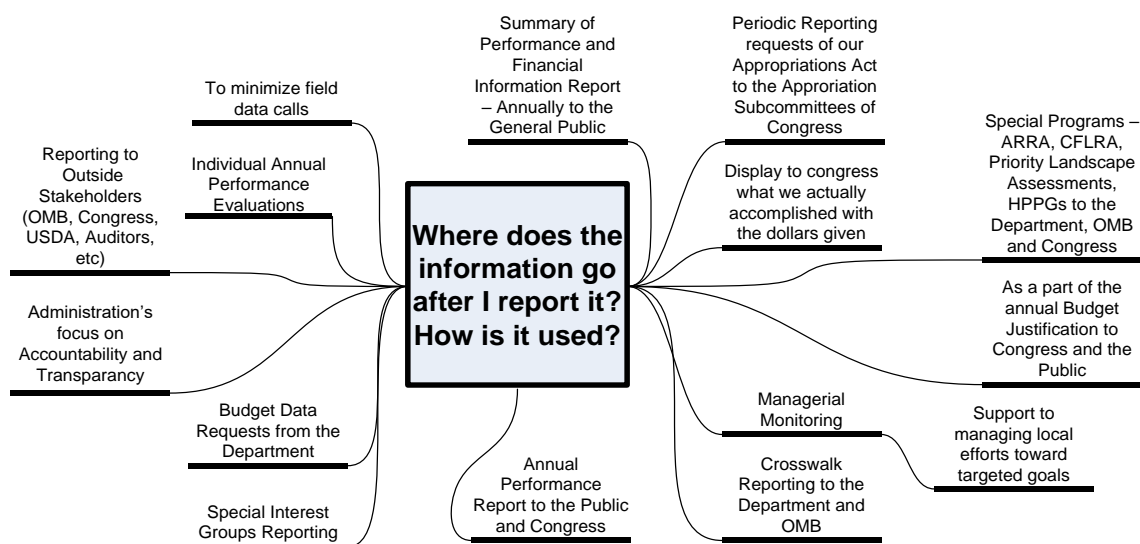 Summary of
Performance and
Financial
Information Report
– Annually to the
General Public
Periodic Reporting
requests of our
Appropriations Act
to the Approriation
Subcommittees of
Congress
To minimize field
data calls
Special Programs –
ARRA, CFLRA,
Priority Landscape
Assessments,
HPPGs to the
Department, OMB
and Congress
Reporting to
Outside
Stakeholders
(OMB, Congress,
USDA, Auditors,
etc)
Individual Annual
Performance
Evaluations
Display to congress
what we actually
accomplished with
the dollars given
Where does the
information go
after I report it?
How is it used?
Administration's
focus on
Accountability and
Transparancy
As a part of the
annual Budget
Justification to
Congress and the
Public
Budget Data
Requests from the
Department
Managerial
Monitoring
Support to
managing local
efforts toward
targeted goals
Annual
Performance
Report to the Public
and Congress
Crosswalk
Reporting to the
Department and
OMB
Special Interest
Groups Reporting